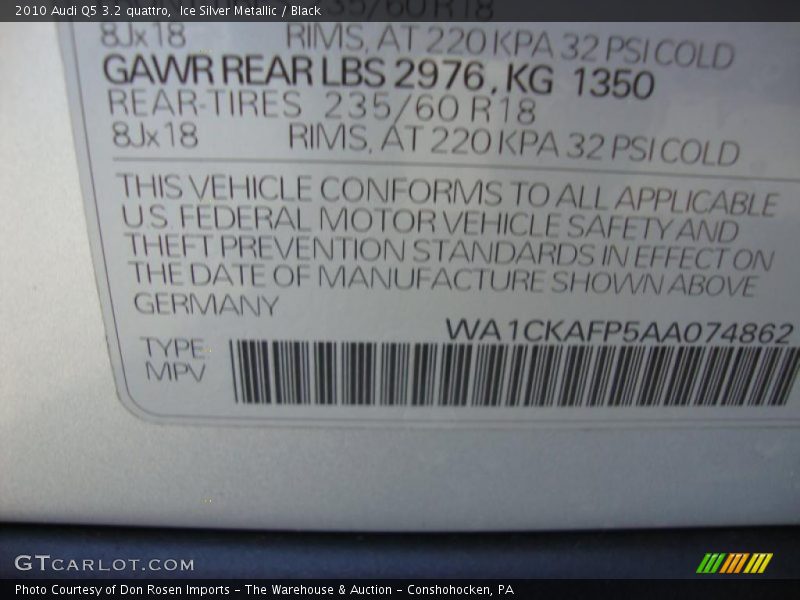 2010 Audi Q5 3.2 quattro,  Ice Silver Metallic / Black
235/60 R18
8Jx18 RIMS, AT 220 KPA 32 PSI COLD
GAWR REAR LBS 2976, KG 1350
REAR-TIRES 235/60 R18
8Jx18 RIMS, AT 220 KPA 32 PSI COLD
THIS VEHICLE CONFORMS TO ALL APPLICABLE
U.S. FEDERAL MOTOR VEHICLE SAFETY AND
THEFT PREVENTION STANDARDS IN EFFECT ON
THE DATE OF MANUFACTURE SHOWN ABOVE
GERMANY
WA1CKAFP5AA074862
TYPE:
MPV
GTCARLOT.COM
Photo Courtesy of Don Rosen Imports – The Warehouse & Auction – Conshohocken, PA